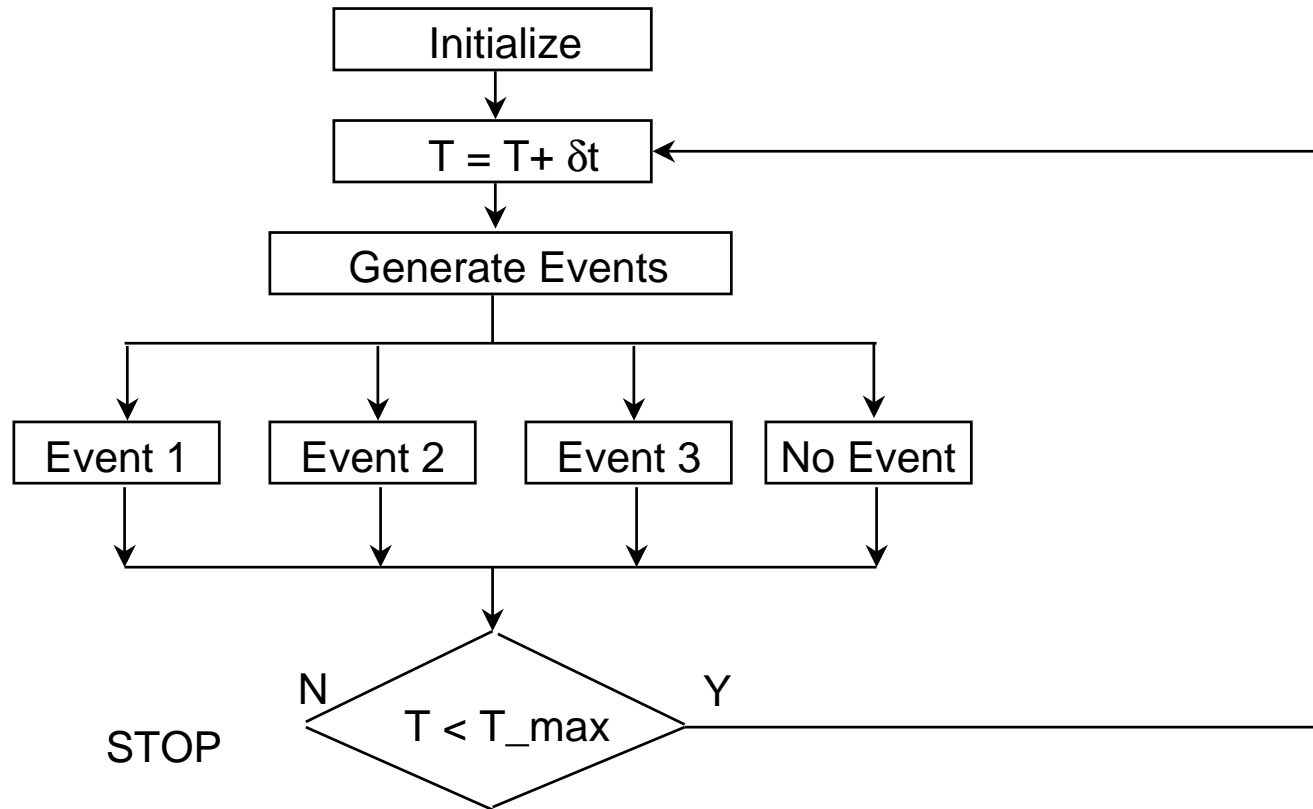 Initialize
T = T+ δt
Generate Events
Event 1
Event 2
Event 3
No Event
N
Y
T < T_max
STOP